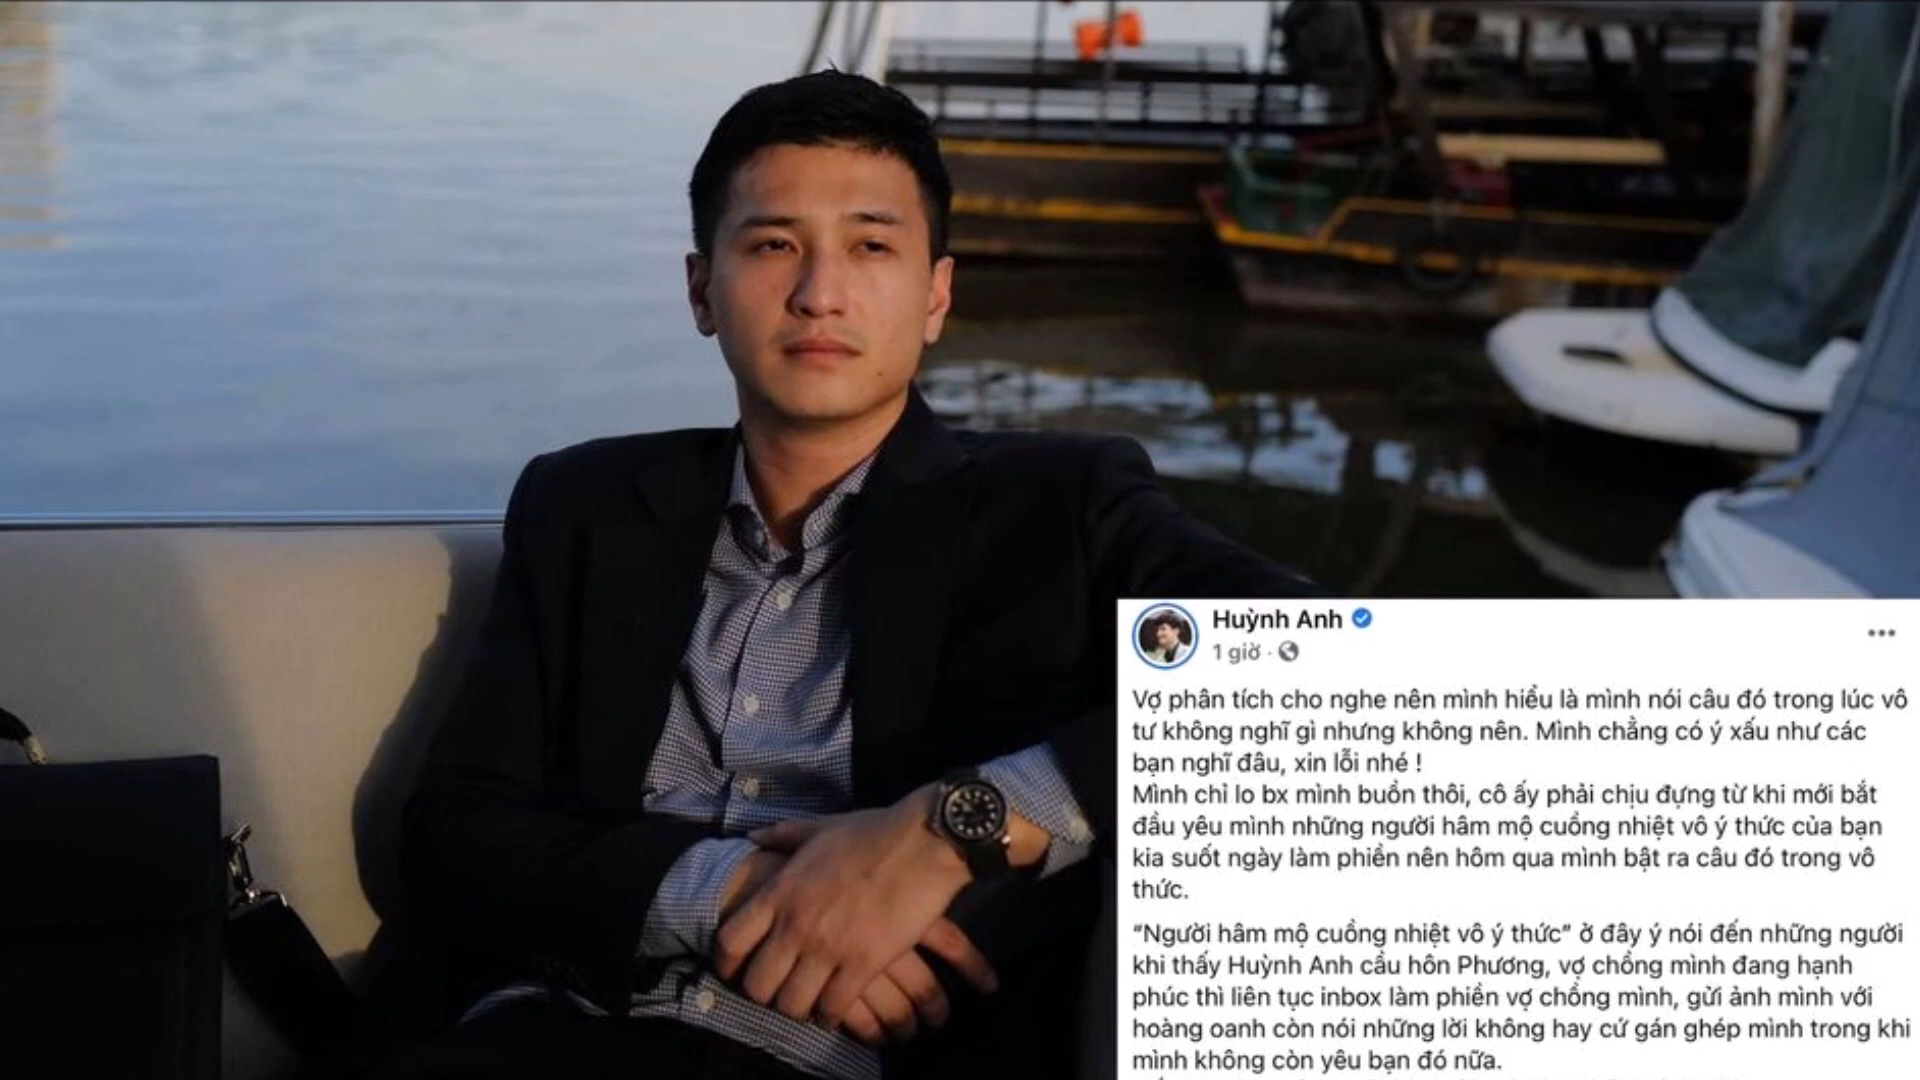 Huỳnh Anh
1 giờ ·
Vợ phân tích cho nghe nên mình hiểu là mình nói câu đó trong lúc vô
tư không nghĩ gì nhưng không nên. Mình chẳng có ý xấu như các
bạn nghĩ đâu, xin lỗi nhé !
Mình chỉ lo bx mình buồn thôi, cô ấy phải chịu đựng từ khi mới bắt
đầu yêu mình những người hâm mộ cuồng nhiệt vô ý thức của bạn
kia suốt ngày làm phiền nên hôm qua mình bật ra câu đó trong vô
thức.
“Người hâm mộ cuồng nhiệt vô ý thức” ở đây ý nói đến những người
khi thấy Huỳnh Anh cầu hôn Phương, vợ chồng mình đang hạnh
phúc thì liên tục inbox làm phiền vợ chồng mình, gửi ảnh mình với
hoàng oanh còn nói những lời không hay cứ gán ghép mình trong khi
mình không còn yêu bạn đó nữa.